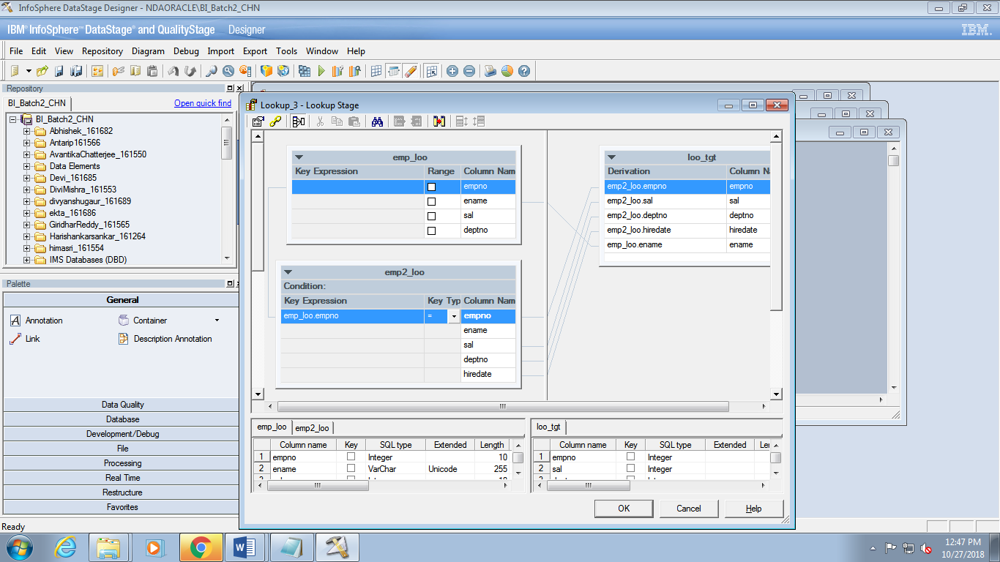 InfoSphere DataStage Designer - NDAORACLE\BI_Batch2_CHN
IBM® InfoSphere™ DataStage® and QualityStage Designer
IBM.
File Edit View Repository Diagram Debug Import Export Tools Window Help
Repository
BI_Batch2_CHN
Open quick find
BI_Batch2_CHN
Abhishek_161682
Antarip161566
AvantikaChatterjee_161550
Data Elements
Devi_161685
DiviMishra_161553
divyanshugaur_161689
ekta_161686
GiridharReddy_161565
Harishankarsankar_161264
himasri_161554
IMS Databases (DBD)
Palette
General
Annotation
Container
Link
Description Annotation
Data Quality
Database
Development/Debug
File
Processing
Real Time
Restructure
Favorites
Lookup_3 - Lookup Stage
emp_loo
Key Expression Range Column Nam
empno
ename
sal
deptno
emp2_loo
Condition:
Key Expression Key Typ Column Nam
emp_loo.empno = empno
ename
sal
deptno
hiredate
loo_tgt
Derivation Column Na
emp2_loo.empno empno
emp2_loo.sal sal
emp2_loo.deptno deptno
emp2_loo.hiredate hiredate
emp_loo.ename ename
emp_loo emp2_loo
Column name Key SQL type Extended Length
1 empno Integer 10
2 ename VarChar Unicode 255
loo_tgt
Column name Key SQL type Extended Ler
1 empno Integer
2 sal Integer
OK Cancel Help
Ready
12:47 PM
10/27/2018